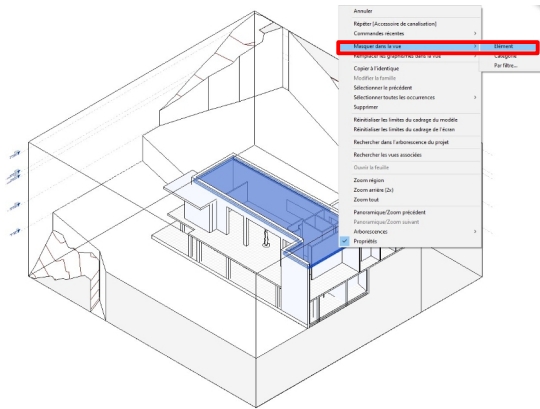 Annuler
Répéter [Accessoire de canalisation]
Commandes récentes
Masquer dans la vue
Elément
Remplacer les graphismes dans la vue
Catégorie
Par filtre...
Copier à l'identique
Modifier la famille
Sélectionner le précédent
Sélectionner toutes les occurrences
Supprimer
Réinitialiser les limites du cadrage du modèle
Réinitialiser les limites du cadrage de l'écran
Rechercher dans l'arborescence du projet
Rechercher les vues associées
Ouvrir la feuille
Zoom région
Zoom arrière (2x)
Zoom tout
Panoramique/Zoom précédent
Panoramique/Zoom suivant
Arborescences
Propriétés